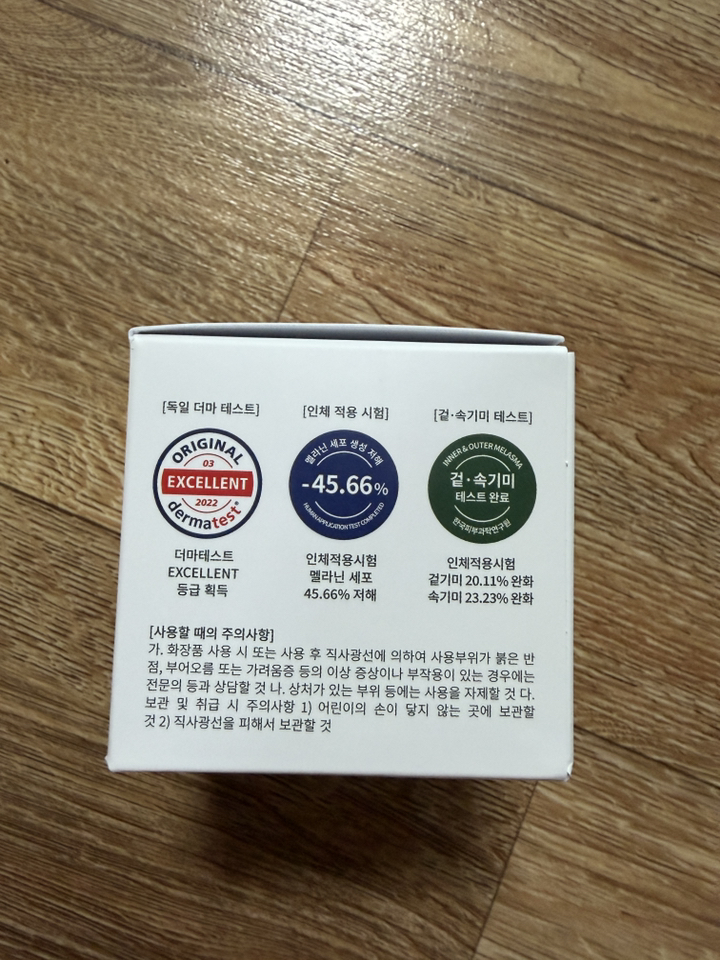 [독일 더마 테스트]
ORIGINAL
03
EXCELLENT
2022
dermatest®
더마테스트
EXCELLENT
등급 획득
[인체 적용 시험]
멜라닌 세포 생성 저해
-45.66%
HUMAN APPLICATION TEST COMPLETED
인체적용시험
멜라닌 세포
45.66% 저해
[겉·속기미 테스트]
INNER & OUTER MELASMA
겉·속기미
테스트 완료
한국피부과학연구원
인체적용시험
겉기미 20.11% 완화
속기미 23.23% 완화
[사용할 때의 주의사항]
가. 화장품 사용 시 또는 사용 후 직사광선에 의하여 사용부위가 붉은 반
점, 부어오름 또는 가려움증 등의 이상 증상이나 부작용이 있는 경우에는
전문의 등과 상담할 것 나. 상처가 있는 부위 등에는 사용을 자제할 것 다.
보관 및 취급 시 주의사항 1) 어린이의 손이 닿지 않는 곳에 보관할
것 2) 직사광선을 피해서 보관할 것